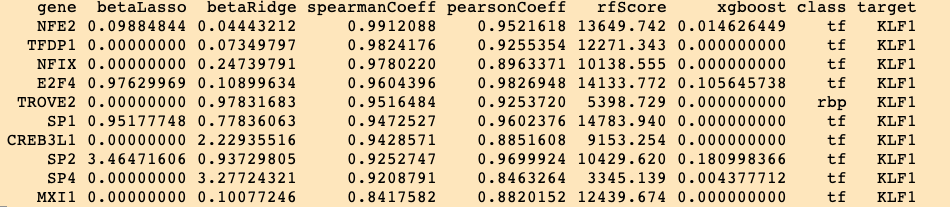 gene betaLasso betaRidge spearmanCoeff pearsonCoeff rfScore xgboost class target
NFE2 0.09884844 0.04443212 0.9912088 0.9521618 13649.742 0.014626449 tf KLF1
TFDP1 0.00000000 0.07349797 0.9824176 0.9255354 12271.343 0.000000000 tf KLF1
NFIX 0.00000000 0.24739791 0.9780220 0.8963371 10138.555 0.000000000 tf KLF1
E2F4 0.97629969 0.10899634 0.9604396 0.9826948 14133.772 0.105645738 tf KLF1
TROVE2 0.00000000 0.97831683 0.9516484 0.9253720 5398.729 0.000000000 rbp KLF1
SP1 0.95177748 0.77836063 0.9472527 0.9602376 14783.940 0.000000000 tf KLF1
CREB3L1 0.00000000 2.22935516 0.9428571 0.8851608 9153.254 0.000000000 tf KLF1
SP2 3.46471606 0.93729805 0.9252747 0.9699924 10429.620 0.180998366 tf KLF1
SP4 0.00000000 3.27724321 0.9208791 0.8463264 3345.139 0.004377712 tf KLF1
MXI1 0.00000000 0.10077246 0.8417582 0.8820152 12439.674 0.000000000 tf KLF1